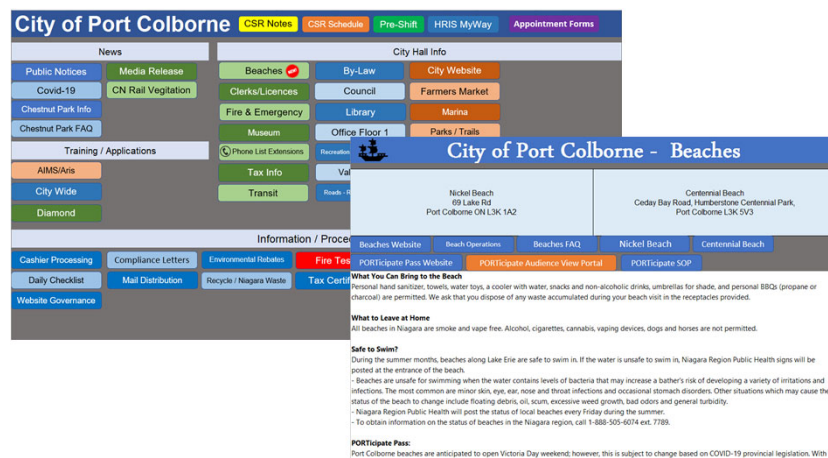 City of Port Colborne
CSR Notes
CSR Schedule
Pre-Shift
HRIS MyWay
Appointment Forms
News
City Hall Info
Public Notices
Media Release
Beaches
By-Law
City Website
Covid-19
CN Rail Vegitation
Clerks/Licences
Council
Farmers Market
Chestnut Park Info
Fire & Emergency
Library
Marina
Chestnut Park FAQ
Museum
Office Floor 1
Parks / Trails
Training / Applications
Phone List Extensions
Recreation
AIMS/Aris
Tax Info
Val
City Wide
Transit
Roads - R
Diamond
Information / Proce
Cashier Processing
Compliance Letters
Environmental Rebates
Fire Tes
Daily Checklist
Mail Distribution
Recycle / Niagara Waste
Tax Certif
Website Governance
City of Port Colborne - Beaches
Nickel Beach
69 Lake Rd
Port Colborne ON L3K 1A2
Centennial Beach
Ceday Bay Road, Humberstone Centennial Park,
Port Colborne L3K 5V3
Beaches Website
Beach Operations
Beaches FAQ
Nickel Beach
Centennial Beach
PORTicipate Pass Website
PORTicipate Audience View Portal
PORTicipate SOP
What You Can Bring to the Beach
Personal hand sanitizer, towels, water toys, a cooler with water, snacks and non-alcoholic drinks, umbrellas for shade, and personal BBQs (propane or
charcoal) are permitted. We ask that you dispose of any waste accumulated during your beach visit in the receptacles provided.
What to Leave at Home
All beaches in Niagara are smoke and vape free. Alcohol, cigarettes, cannabis, vaping devices, dogs and horses are not permitted.
Safe to Swim?
During the summer months, beaches along Lake Erie are safe to swim in. If the water is unsafe to swim in, Niagara Region Public Health signs will be
posted at the entrance of the beach.
- Beaches are unsafe for swimming when the water contains levels of bacteria that may increase a bather's risk of developing a variety of irritations and
infections. The most common are minor skin, eye, ear, nose and throat infections and occasional stomach disorders. Other situations which may cause the
status of the beach to change include floating debris, oil, scum, excessive weed growth, bad odors and general turbidity.
- Niagara Region Public Health will post the status of local beaches every Friday during the summer.
- To obtain information on the status of beaches in the Niagara region, call 1-888-505-6074 ext. 7789.
PORTicipate Pass:
Port Colborne beaches are anticipated to open Victoria Day weekend; however, this is subject to change based on COVID-19 provincial legislation. With